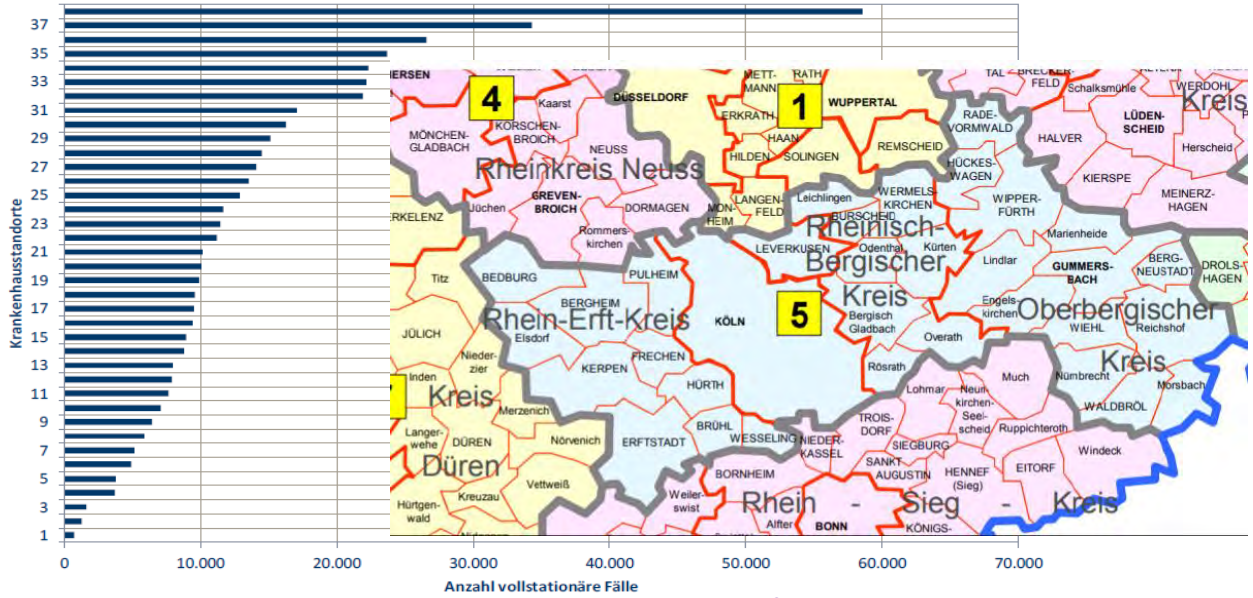 37
35
33
31
29
27
25
23
21
19
17
15
13
11
9
7
5
3
1
Krankenhausstandorte
0
10.000
20.000
30.000
40.000
50.000
60.000
70.000
Anzahl vollstationäre Fälle
4
1
5
ERSEN
Kaarst
KORSCHEN-
BROICH
MÖNCHEN-
GLADBACH
NEUSS
Rheinkreis Neuss
GREVEN-
BROICH
Jüchen
DORMAGEN
Rommers-
kirchen
DÜSSELDORF
METT-
MANN
RATH
ERKRATH
HAAN
HILDEN
SOLINGEN
WUPPERTAL
REMSCHEID
LANGEN-
FELD
MON-
HEIM
RADE-
VORMWALD
HÜCKES-
WAGEN
TAL
BRECKER-
FELD
Schalksmühle
WERDOHL
Kreis
LÜDEN-
SCHEID
HALVER
Herscheid
KIERSPE
MEINERZ-
HAGEN
Leichlingen
WERMELS-
KIRCHEN
BURSCHEID
WIPPER-
FÜRTH
Rheinisch-
Bergischer
Kreis
LEVERKUSEN
Odenthal
Kürten
Bergisch
Gladbach
Overath
Rösrath
Marienheide
Lindlar
GUMMERS-
BACH
BERG-
NEUSTADT
DROLS-
HAGEN
Engels-
kirchen
Oberbergischer
Kreis
WIEHL
Reichshof
Nümbrecht
Morsbach
WALDBRÖL
ERKELENZ
Titz
JÜLICH
Nieder-
zier
Inden
Kreis
Merzenich
Langer-
wehe
DÜREN
Nörvenich
Düren
Kreuzau
Vettweiß
Hürtgen-
wald
BEDBURG
PULHEIM
BERGHEIM
Rhein-Erft-Kreis
Elsdorf
FRECHEN
KERPEN
HÜRTH
ERFTSTADT
BRÜHL
WESSELING
KÖLN
Lohmar
Neun-
kirchen-
Seel-
scheid
Much
TROIS-
DORF
Ruppichteroth
NIEDER-
KASSEL
SIEGBURG
Windeck
SANKT
AUGUSTIN
HENNEF
(Sieg)
EITORF
BORNHEIM
Weiler-
swist
Rhein - Sieg - Kreis
Alfter
BONN
KÖNIGS-